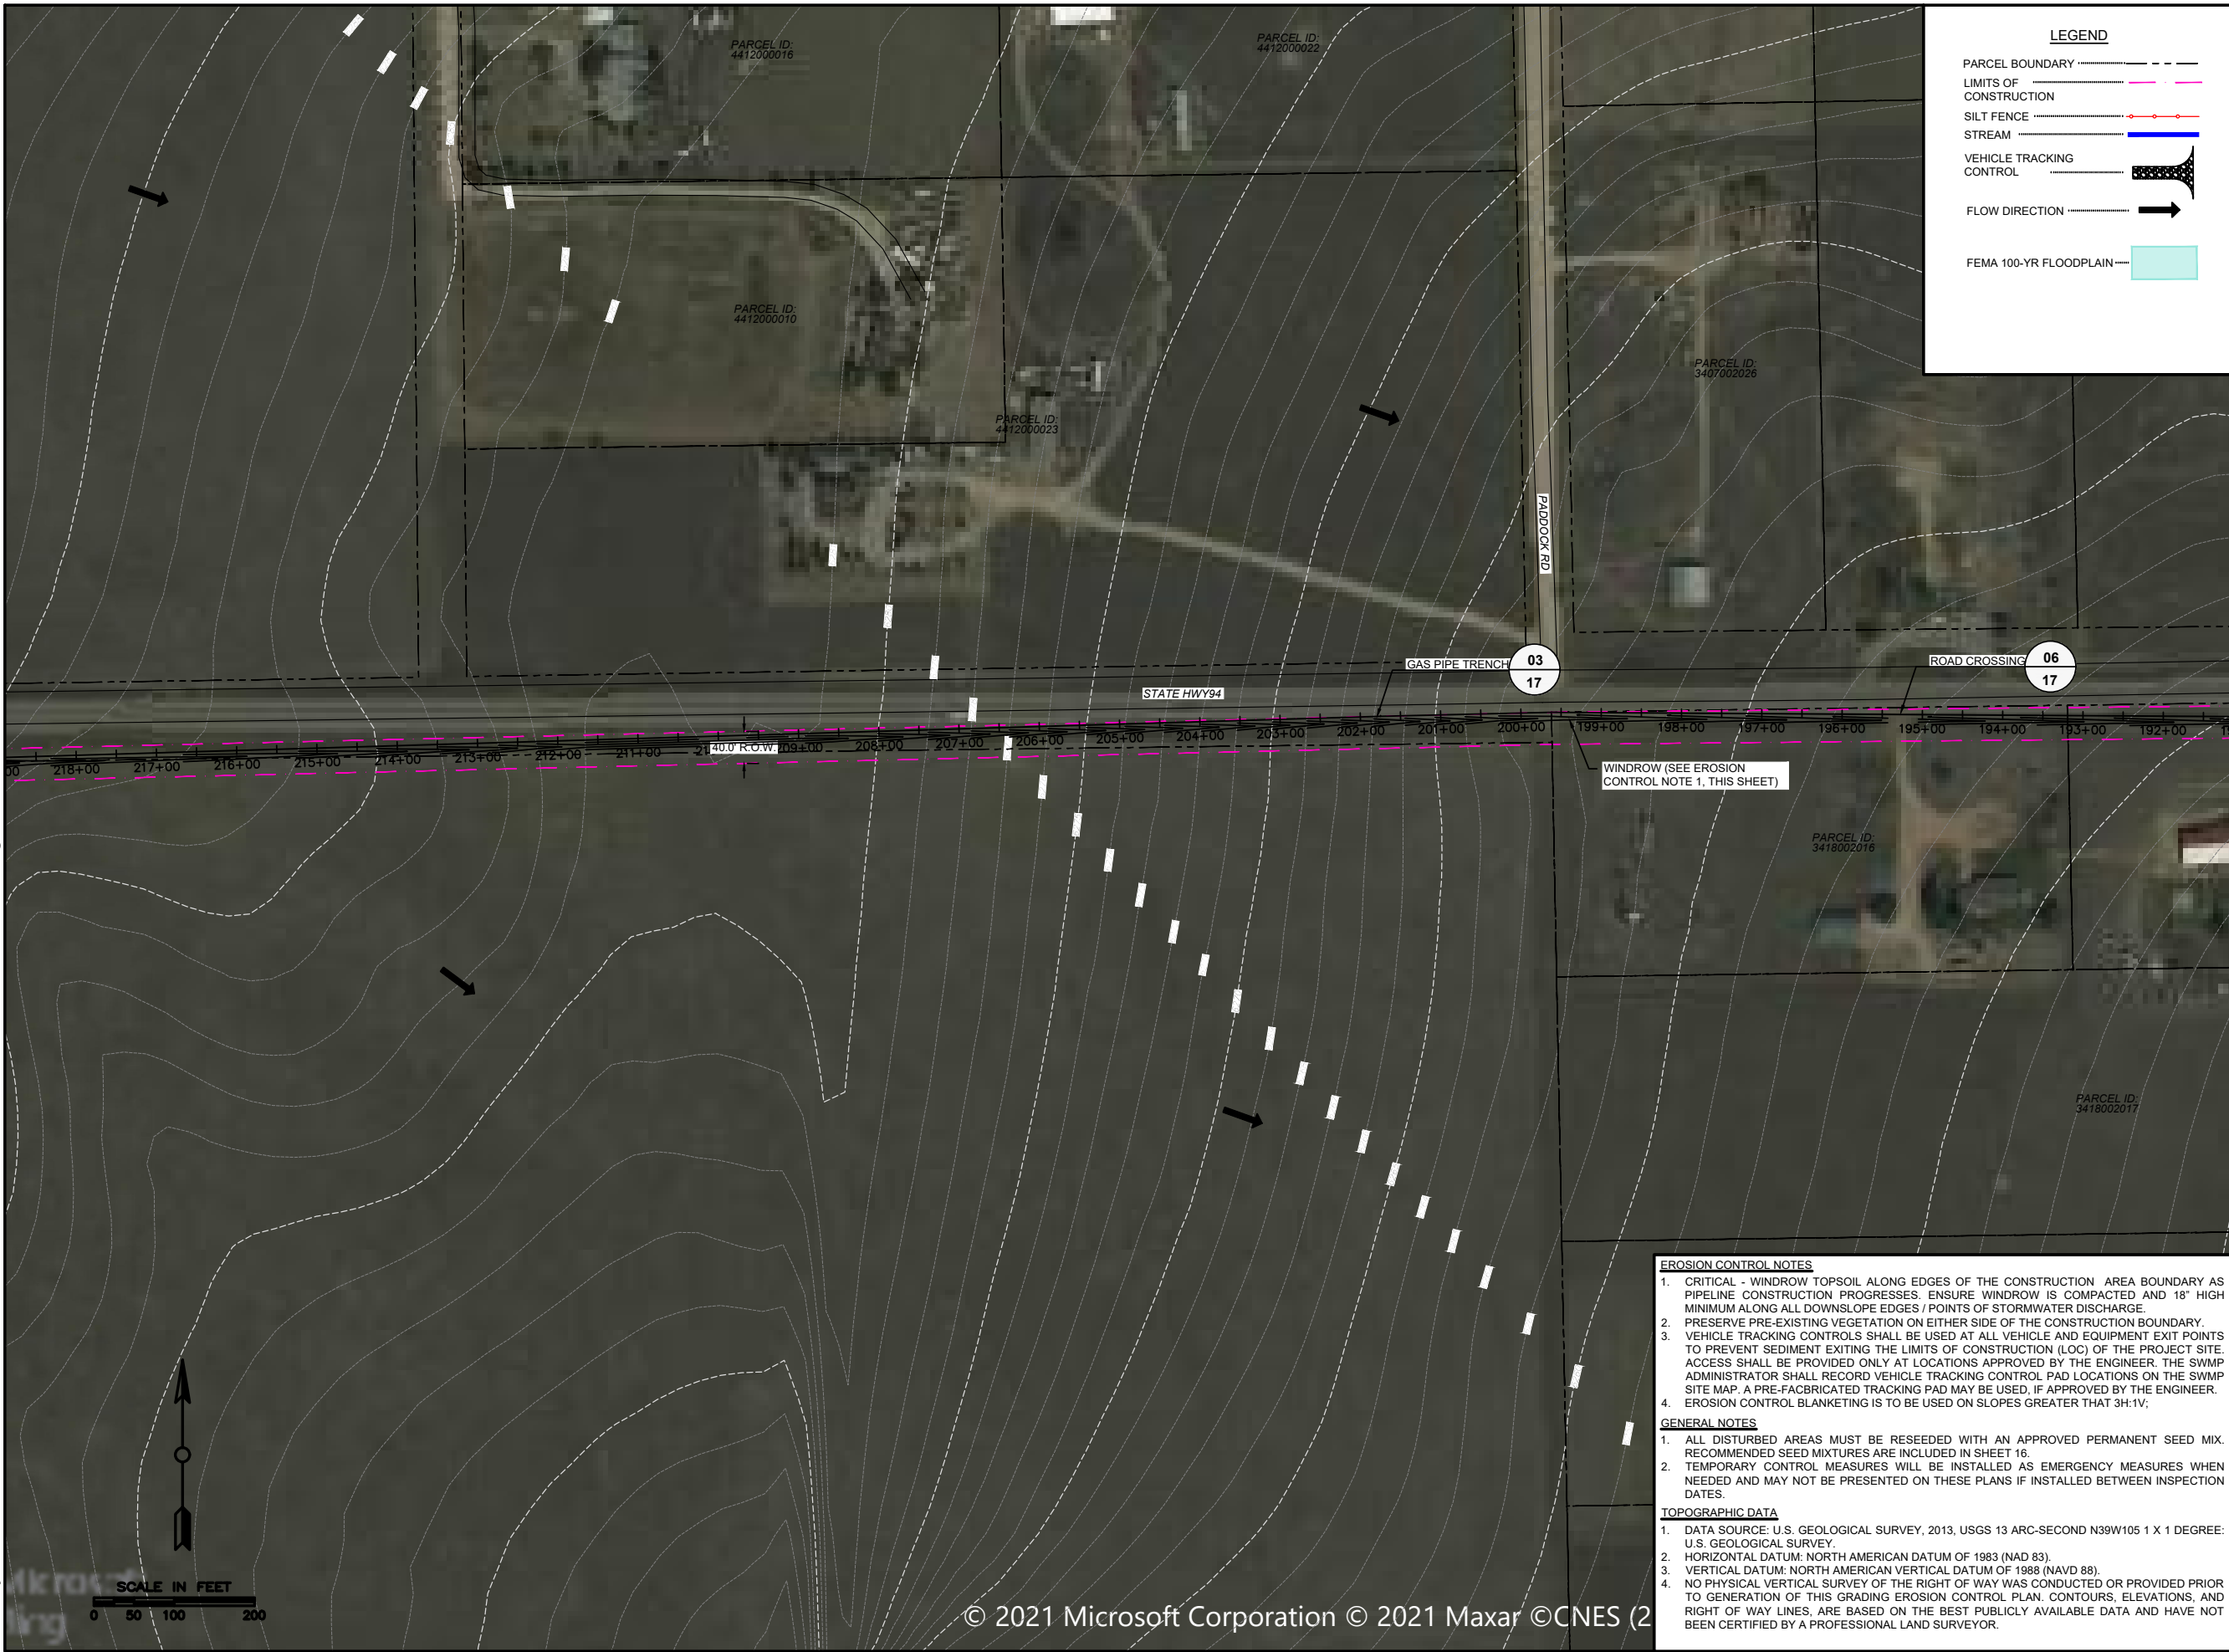 LEGEND
PARCEL BOUNDARY
LIMITS OF
CONSTRUCTION
SILT FENCE
STREAM
VEHICLE TRACKING
CONTROL
FLOW DIRECTION
FEMA 100-YR FLOODPLAIN
PARCEL ID:
4412000016
PARCEL ID:
4412000022
PARCEL ID:
4412000010
PARCEL ID:
3407002026
PARCEL ID:
4412000023
PADDOCK RD
GAS PIPE TRENCH
03
17
ROAD CROSSING
06
17
STATE HWY94
218+00
217+00
216+00
215+00
214+00
213+00
212+00
211+00
40.0' R.O.W.
209+00
208+00
207+00
206+00
205+00
204+00
203+00
202+00
201+00
200+00
199+00
198+00
197+00
196+00
195+00
194+00
193+00
192+00
WINDROW (SEE EROSION
CONTROL NOTE 1, THIS SHEET)
PARCEL ID:
3418002016
PARCEL ID:
3418002017
EROSION CONTROL NOTES
1. CRITICAL - WINDROW TOPSOIL ALONG EDGES OF THE CONSTRUCTION AREA BOUNDARY AS
PIPELINE CONSTRUCTION PROGRESSES. ENSURE WINDROW IS COMPACTED AND 18" HIGH
MINIMUM ALONG ALL DOWNSLOPE EDGES / POINTS OF STORMWATER DISCHARGE.
2. PRESERVE PRE-EXISTING VEGETATION ON EITHER SIDE OF THE CONSTRUCTION BOUNDARY.
3. VEHICLE TRACKING CONTROLS SHALL BE USED AT ALL VEHICLE AND EQUIPMENT EXIT POINTS
TO PREVENT SEDIMENT EXITING THE LIMITS OF CONSTRUCTION (LOC) OF THE PROJECT SITE.
ACCESS SHALL BE PROVIDED ONLY AT LOCATIONS APPROVED BY THE ENGINEER. THE SWMP
ADMINISTRATOR SHALL RECORD VEHICLE TRACKING CONTROL PAD LOCATIONS ON THE SWMP
SITE MAP. A PRE-FACBRICATED TRACKING PAD MAY BE USED, IF APPROVED BY THE ENGINEER.
4. EROSION CONTROL BLANKETING IS TO BE USED ON SLOPES GREATER THAT 3H:1V;
GENERAL NOTES
1. ALL DISTURBED AREAS MUST BE RESEEDED WITH AN APPROVED PERMANENT SEED MIX.
RECOMMENDED SEED MIXTURES ARE INCLUDED IN SHEET 16.
2. TEMPORARY CONTROL MEASURES WILL BE INSTALLED AS EMERGENCY MEASURES WHEN
NEEDED AND MAY NOT BE PRESENTED ON THESE PLANS IF INSTALLED BETWEEN INSPECTION
DATES.
TOPOGRAPHIC DATA
1. DATA SOURCE: U.S. GEOLOGICAL SURVEY, 2013, USGS 13 ARC-SECOND N39W105 1 X 1 DEGREE:
U.S. GEOLOGICAL SURVEY.
2. HORIZONTAL DATUM: NORTH AMERICAN DATUM OF 1983 (NAD 83).
3. VERTICAL DATUM: NORTH AMERICAN VERTICAL DATUM OF 1988 (NAVD 88).
4. NO PHYSICAL VERTICAL SURVEY OF THE RIGHT OF WAY WAS CONDUCTED OR PROVIDED PRIOR
TO GENERATION OF THIS GRADING EROSION CONTROL PLAN. CONTOURS, ELEVATIONS, AND
RIGHT OF WAY LINES, ARE BASED ON THE BEST PUBLICLY AVAILABLE DATA AND HAVE NOT
BEEN CERTIFIED BY A PROFESSIONAL LAND SURVEYOR.
SCALE IN FEET
0 50 100 200
© 2021 Microsoft Corporation © 2021 Maxar ©CNES (2